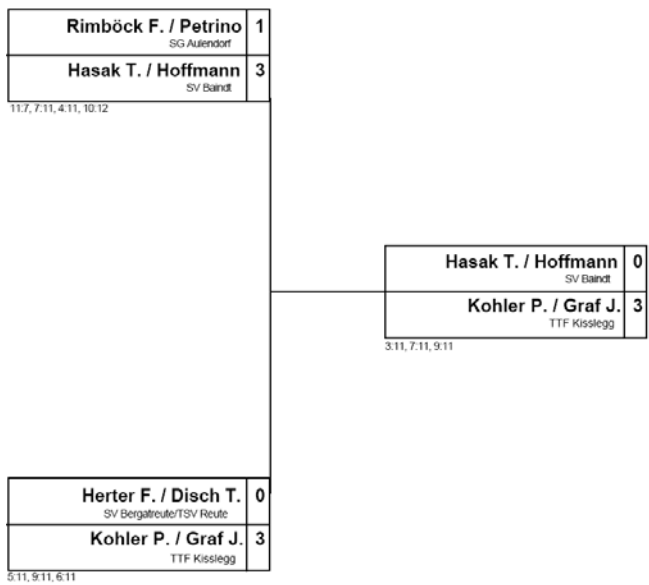 Rimböck F. / Petrino 1
SG Aulendorf
Hasak T. / Hoffmann 3
SV Baindt
11:7, 7:11, 4:11, 10:12
Hasak T. / Hoffmann 0
SV Baindt
Kohler P. / Graf J. 3
TTF Kisslegg
3:11, 7:11, 9:11
Herter F. / Disch T. 0
SV Bergatreute/TSV Reute
Kohler P. / Graf J. 3
TTF Kisslegg
5:11, 9:11, 6:11